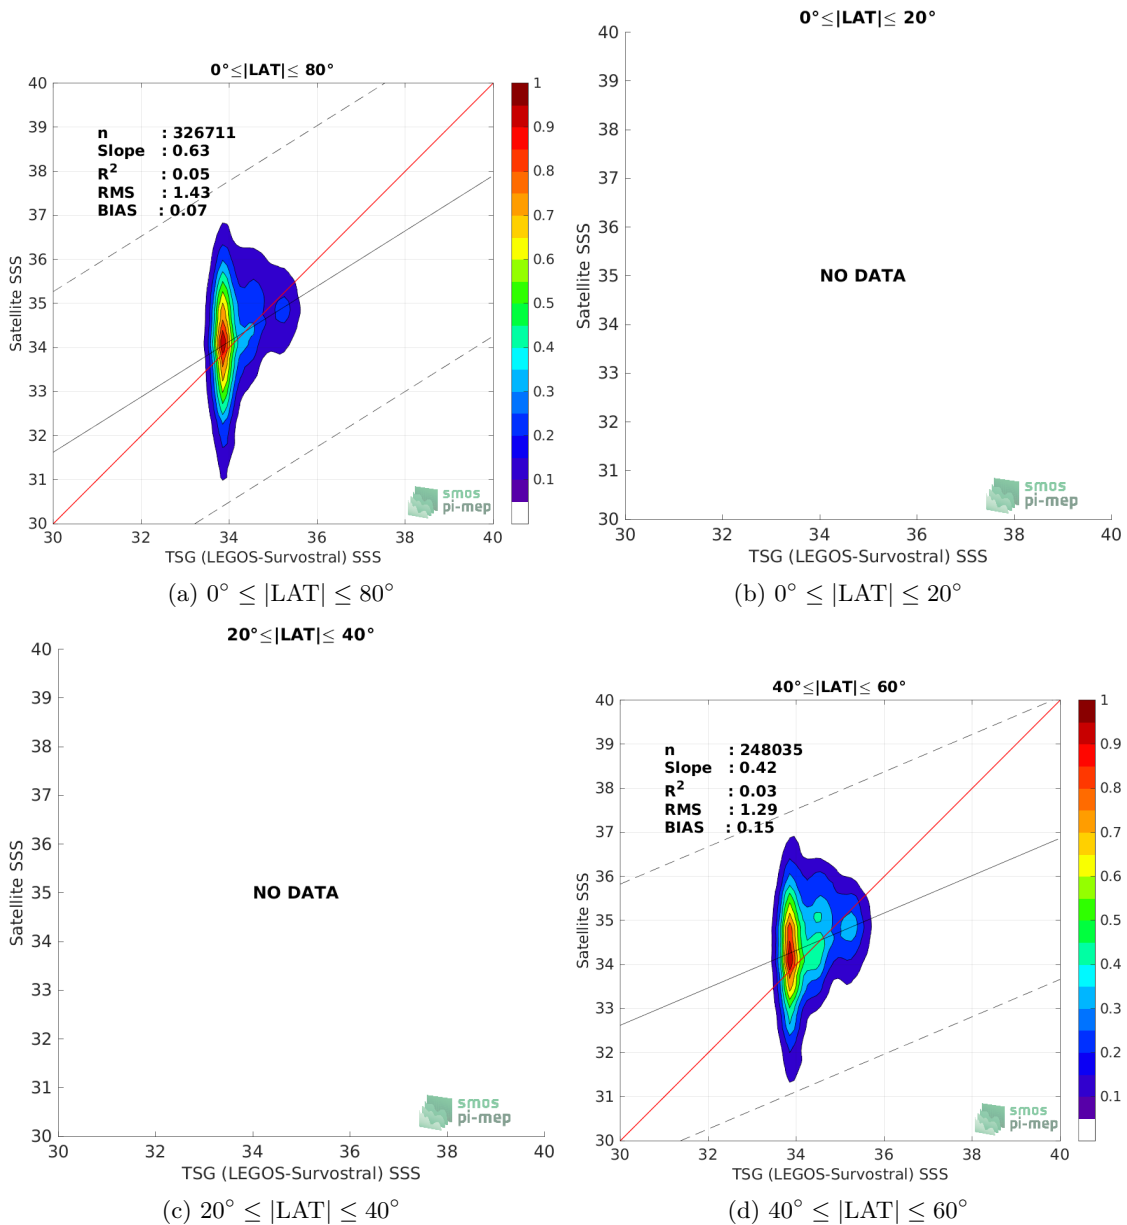 0°≤|LAT|≤ 80°
40
39
38
37
36
35
34
33
32
31
30
Satellite SSS
n : 326711
Slope : 0.63
R² : 0.05
RMS : 1.43
BIAS : 0.07
1
0.9
0.8
0.7
0.6
0.5
0.4
0.3
0.2
0.1
smos
pi-mep
30 32 34 36 38 40
TSG (LEGOS-Survostral) SSS
(a) 0° ≤ |LAT| ≤ 80°
0°≤|LAT|≤ 20°
40
39
38
37
36
35
34
33
32
31
30
Satellite SSS
NO DATA
smos
pi-mep
30 32 34 36 38 40
TSG (LEGOS-Survostral) SSS
(b) 0° ≤ |LAT| ≤ 20°
20°≤|LAT|≤ 40°
40
39
38
37
36
35
34
33
32
31
30
Satellite SSS
NO DATA
smos
pi-mep
30 32 34 36 38 40
TSG (LEGOS-Survostral) SSS
(c) 20° ≤ |LAT| ≤ 40°
40°≤|LAT|≤ 60°
40
39
38
37
36
35
34
33
32
31
30
Satellite SSS
n : 248035
Slope : 0.42
R² : 0.03
RMS : 1.29
BIAS : 0.15
1
0.9
0.8
0.7
0.6
0.5
0.4
0.3
0.2
0.1
smos
pi-mep
30 32 34 36 38 40
TSG (LEGOS-Survostral) SSS
(d) 40° ≤ |LAT| ≤ 60°